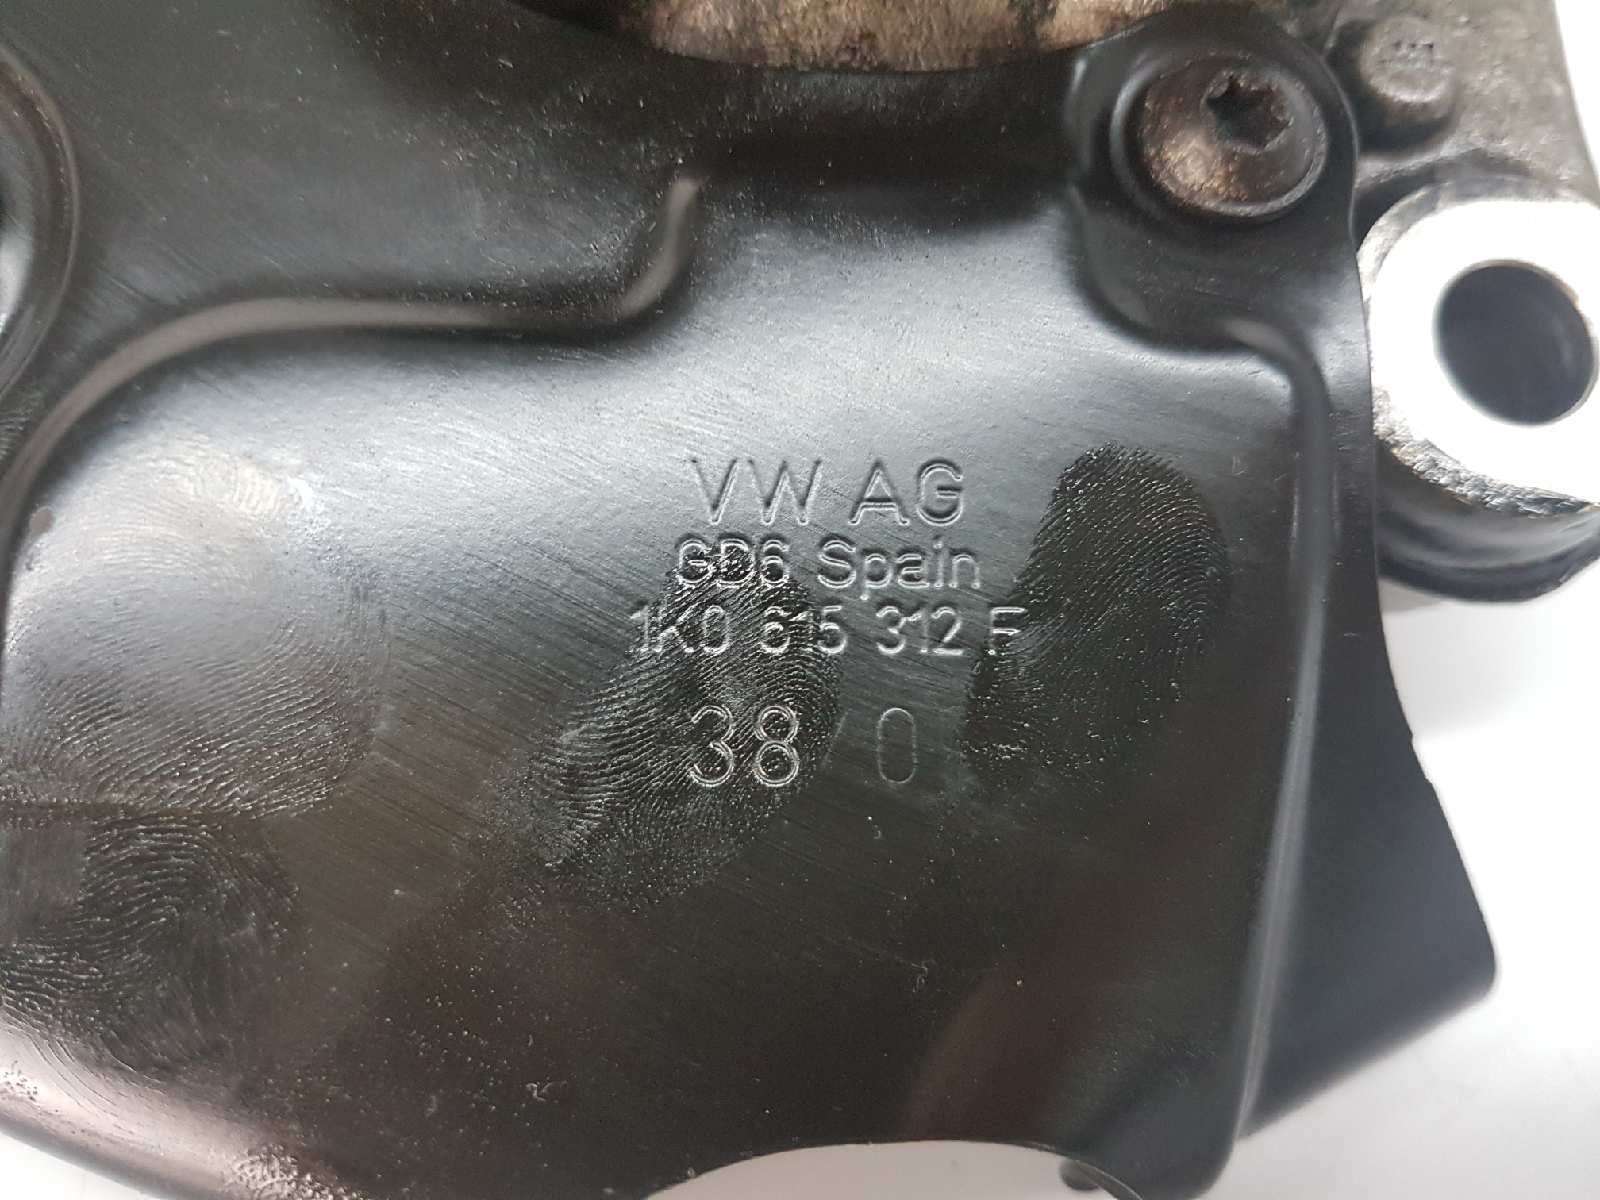 VW AG
GD6 Spain
1K0 615 312 F
38/0